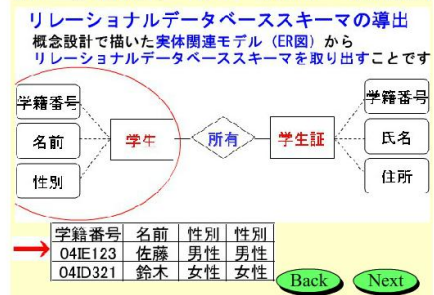 リレーショナルデータベーススキーマの導出
概念設計で描いた実体関連モデル（ER図）から
リレーショナルデータベーススキーマを取り出すことです
学籍番号
名前
性別
学生
所有
学生証
学籍番号
氏名
住所
学籍番号 名前 性別 性別
04IE123 佐藤 男性 男性
04ID321 鈴木 女性 女性
Back Next